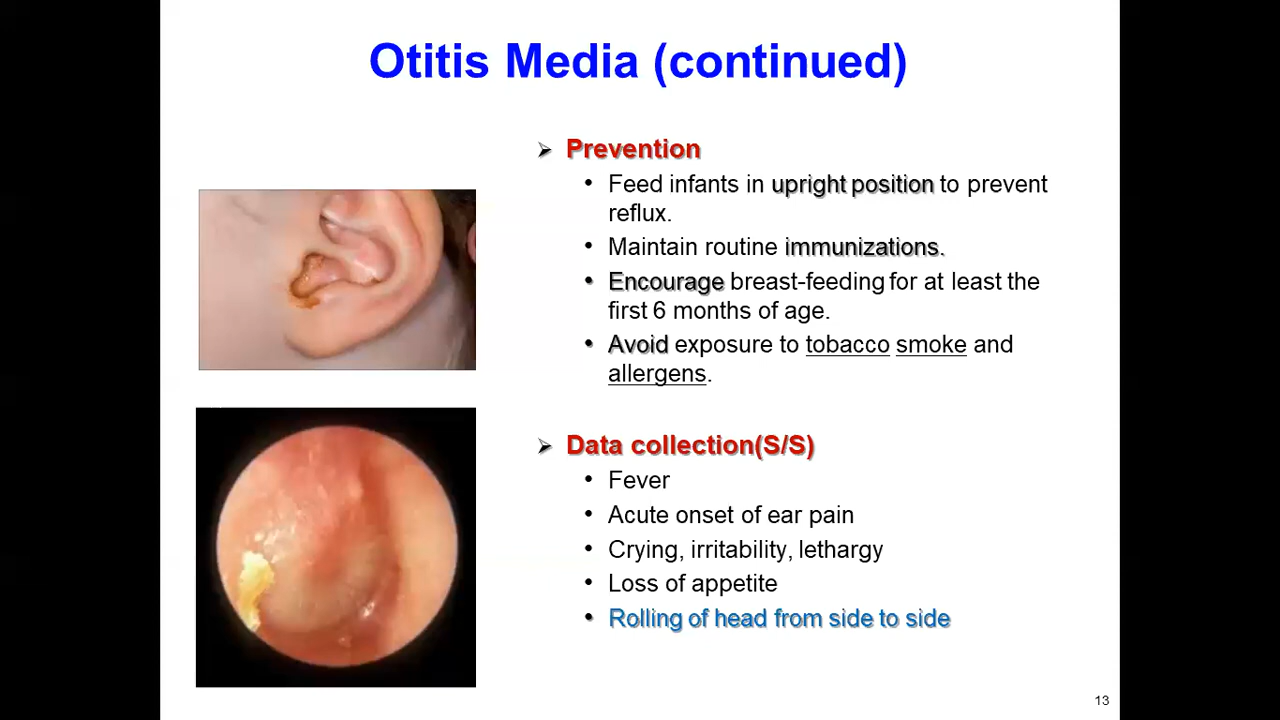 Otitis Media (continued)
➢ Prevention
• Feed infants in upright position to prevent
reflux.
• Maintain routine immunizations.
• Encourage breast-feeding for at least the
first 6 months of age.
• Avoid exposure to tobacco smoke and
allergens.
➢ Data collection(S/S)
• Fever
• Acute onset of ear pain
• Crying, irritability, lethargy
• Loss of appetite
• Rolling of head from side to side
13